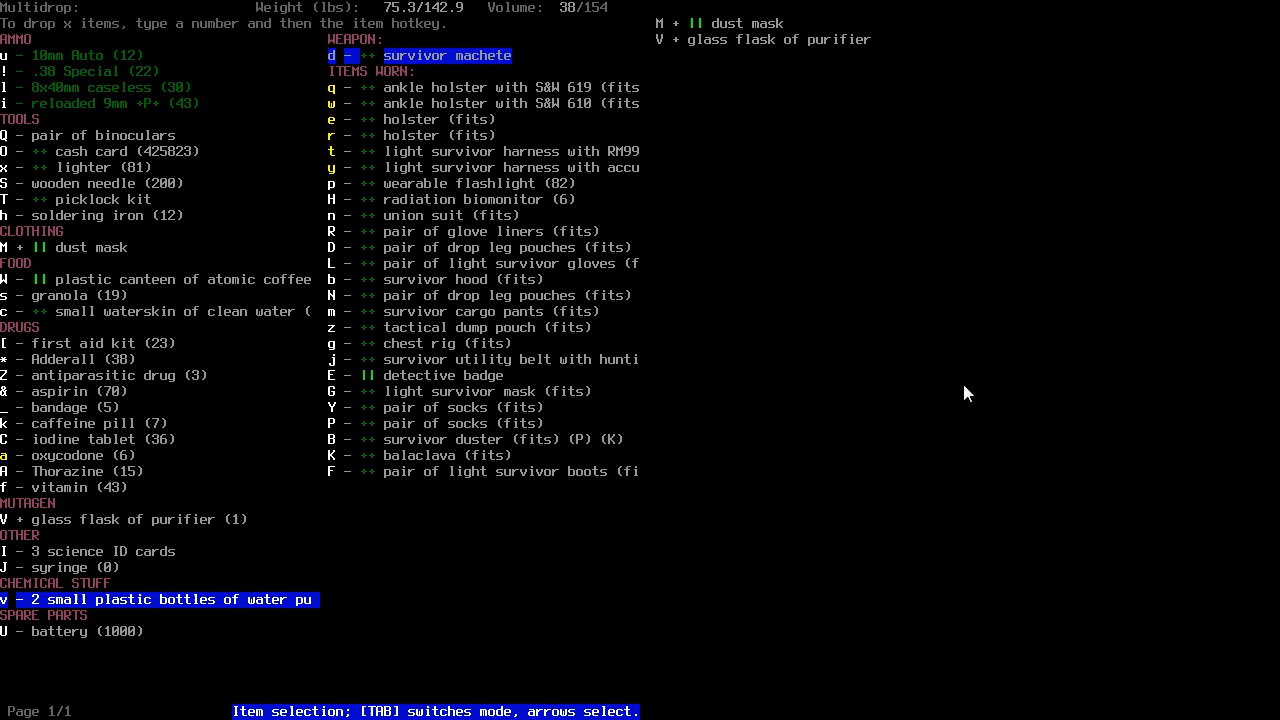 Multidrop: Weight (lbs): 75.3/142.9 Volume: 38/154
To drop x items, type a number and then the item hotkey.
AMMO
u - 10mm Auto (12)
! - .38 Special (22)
l - 8x40mm caseless (30)
i - reloaded 9mm +P+ (43)
TOOLS
Q - pair of binoculars
O - ++ cash card (425823)
x - ++ lighter (81)
S - wooden needle (200)
T - ++ picklock kit
h - soldering iron (12)
CLOTHING
M + || dust mask
FOOD
W - || plastic canteen of atomic coffee
s - granola (19)
c - ++ small waterskin of clean water (
DRUGS
[ - first aid kit (23)
* - Adderall (38)
Z - antiparasitic drug (3)
& - aspirin (70)
_ - bandage (5)
k - caffeine pill (7)
C - iodine tablet (36)
a - oxycodone (6)
A - Thorazine (15)
f - vitamin (43)
MUTAGEN
V + glass flask of purifier (1)
OTHER
I - 3 science ID cards
J - syringe (0)
CHEMICAL STUFF
v - 2 small plastic bottles of water pu
SPARE PARTS
U - battery (1000)
WEAPON:
d - ++ survivor machete
ITEMS WORN:
q - ++ ankle holster with S&W 619 (fits
w - ++ ankle holster with S&W 610 (fits
e - ++ holster (fits)
r - ++ holster (fits)
t - ++ light survivor harness with RM99
y - ++ light survivor harness with accu
p - ++ wearable flashlight (82)
H - ++ radiation biomonitor (6)
n - ++ union suit (fits)
R - ++ pair of glove liners (fits)
D - ++ pair of drop leg pouches (fits)
L - ++ pair of light survivor gloves (f
b - ++ survivor hood (fits)
N - ++ pair of drop leg pouches (fits)
m - ++ survivor cargo pants (fits)
z - ++ tactical dump pouch (fits)
g - ++ chest rig (fits)
j - ++ survivor utility belt with hunti
E - || detective badge
G - ++ light survivor mask (fits)
Y - ++ pair of socks (fits)
P - ++ pair of socks (fits)
B - ++ survivor duster (fits) (P) (K)
K - ++ balaclava (fits)
F - ++ pair of light survivor boots (fi
M + || dust mask
V + glass flask of purifier
Page 1/1
Item selection; [TAB] switches mode, arrows select.